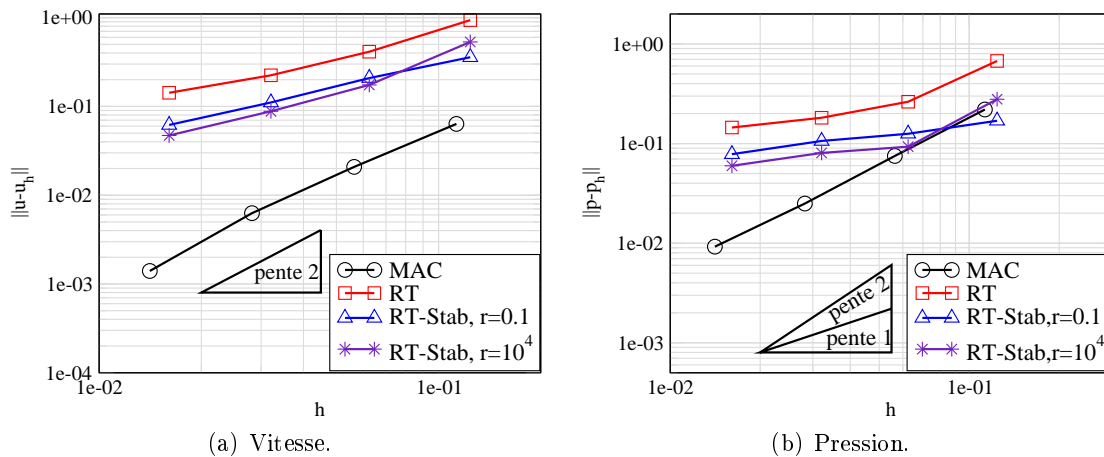 1e+00
1e-01
1e-02
1e-03
1e-04
||u-u_h||
1e-02
1e-01
h
pente 2
MAC
RT
RT-Stab, r=0.1
RT-Stab, r=10^4
(a) Vitesse.
1e+00
1e-01
1e-02
1e-03
||p-p_h||
1e-02
1e-01
h
pente 2
pente 1
MAC
RT
RT-Stab,r=0.1
RT-Stab,r=10^4
(b) Pression.